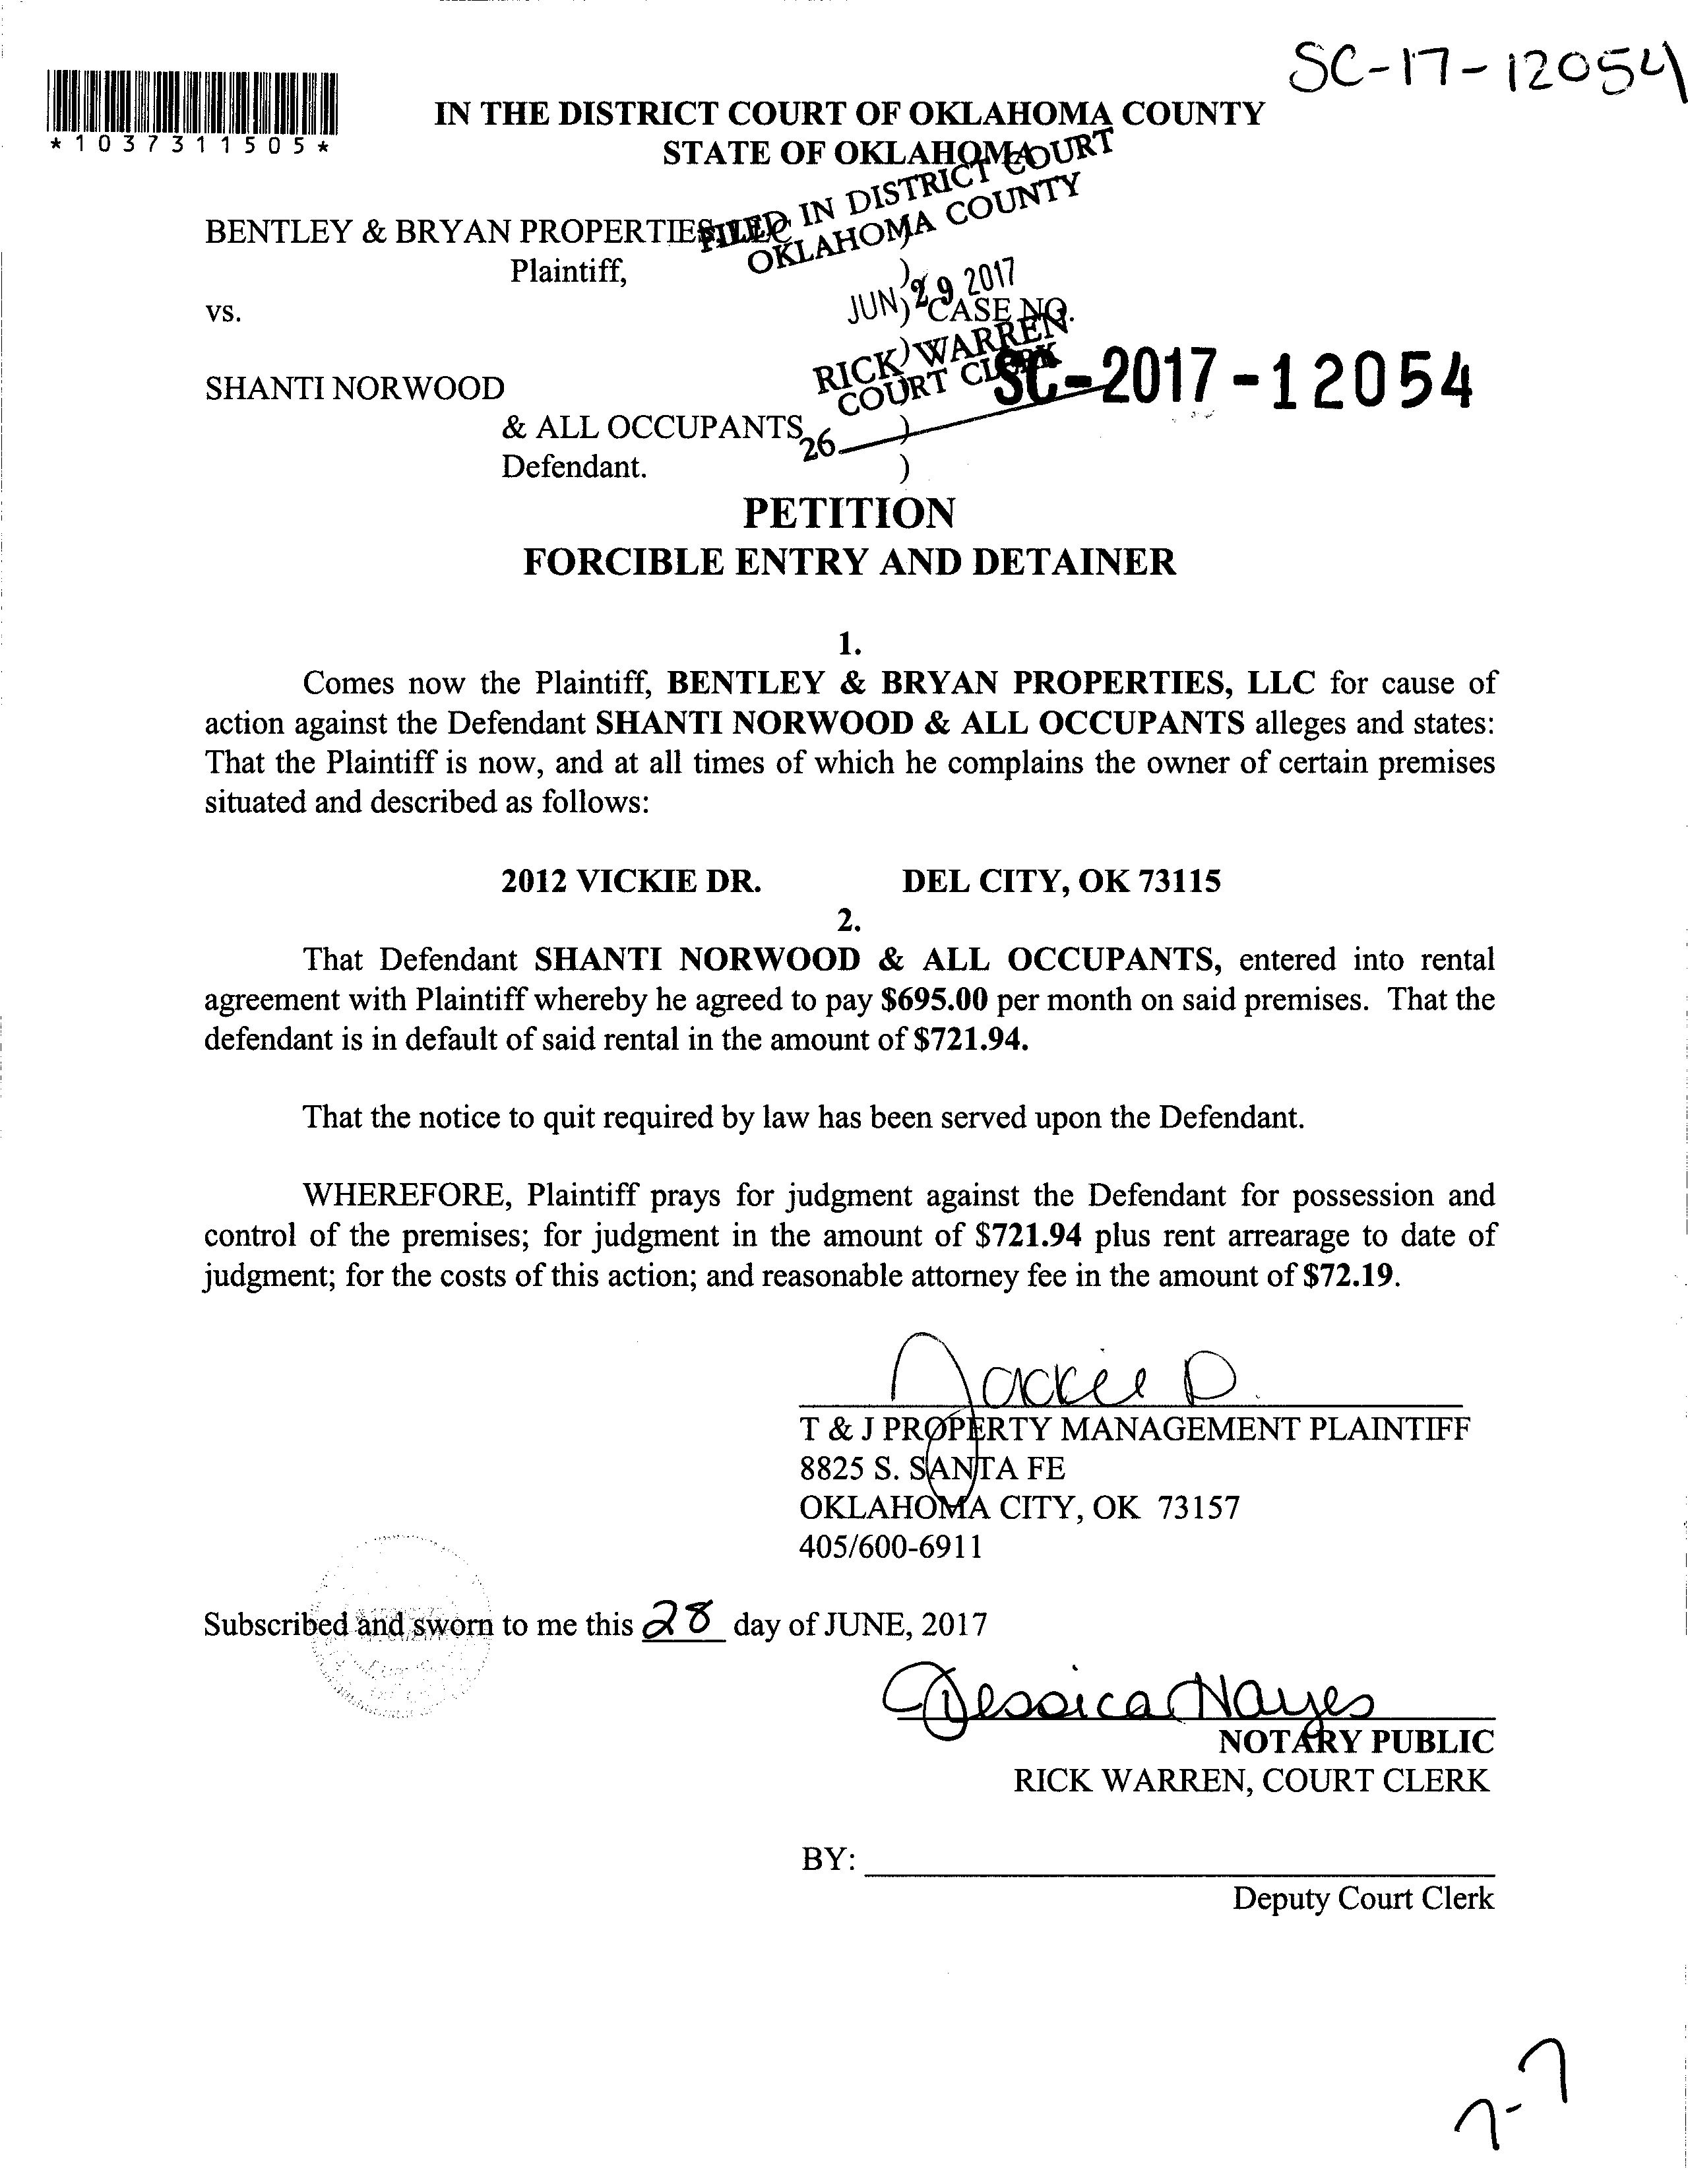 SC-17-12054
*1037311505*
IN THE DISTRICT COURT OF OKLAHOMA COUNTY
STATE OF OKLAHOMA
FILED IN DISTRICT COURT
OKLAHOMA COUNTY
BENTLEY & BRYAN PROPERTIES, LLC
Plaintiff, )
JUN 29 2017
vs. ) CASE NO.
RICK WARREN )
COURT CLERK
SC-2017-12054
SHANTI NORWOOD )
& ALL OCCUPANTS )
26
Defendant. )
PETITION
FORCIBLE ENTRY AND DETAINER
1.
Comes now the Plaintiff, BENTLEY & BRYAN PROPERTIES, LLC for cause of
action against the Defendant SHANTI NORWOOD & ALL OCCUPANTS alleges and states:
That the Plaintiff is now, and at all times of which he complains the owner of certain premises
situated and described as follows:
2012 VICKIE DR. DEL CITY, OK 73115
2.
That Defendant SHANTI NORWOOD & ALL OCCUPANTS, entered into rental
agreement with Plaintiff whereby he agreed to pay $695.00 per month on said premises. That the
defendant is in default of said rental in the amount of $721.94.
That the notice to quit required by law has been served upon the Defendant.
WHEREFORE, Plaintiff prays for judgment against the Defendant for possession and
control of the premises; for judgment in the amount of $721.94 plus rent arrearage to date of
judgment; for the costs of this action; and reasonable attorney fee in the amount of $72.19.
Jackie D.
T & J PROPERTY MANAGEMENT PLAINTIFF
8825 S. SANTA FE
OKLAHOMA CITY, OK 73157
405/600-6911
Subscribed and sworn to me this 28 day of JUNE, 2017
Jessica Hayes
NOTARY PUBLIC
RICK WARREN, COURT CLERK
BY:
Deputy Court Clerk
7-7